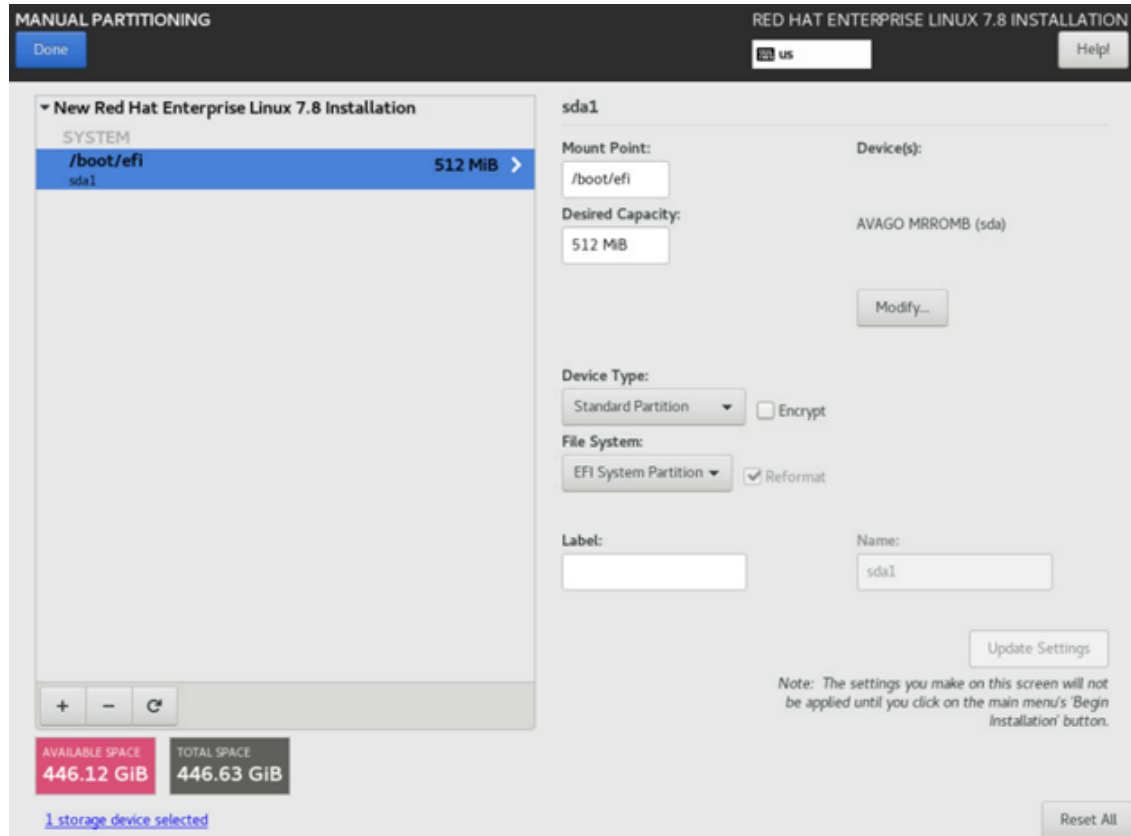 MANUAL PARTITIONING
RED HAT ENTERPRISE LINUX 7.8 INSTALLATION
Done
us
Help!
New Red Hat Enterprise Linux 7.8 Installation
SYSTEM
/boot/efi
512 MiB
sda1
sda1
Mount Point:
Device(s):
/boot/efi
Desired Capacity:
AVAGO MRROMB (sda)
512 MiB
Modify...
Device Type:
Standard Partition
Encrypt
File System:
EFI System Partition
Reformat
Label:
Name:
sda1
Update Settings
Note: The settings you make on this screen will not
be applied until you click on the main menu's 'Begin
Installation' button.
+ − 
AVAILABLE SPACE
446.12 GiB
TOTAL SPACE
446.63 GiB
1 storage device selected
Reset All